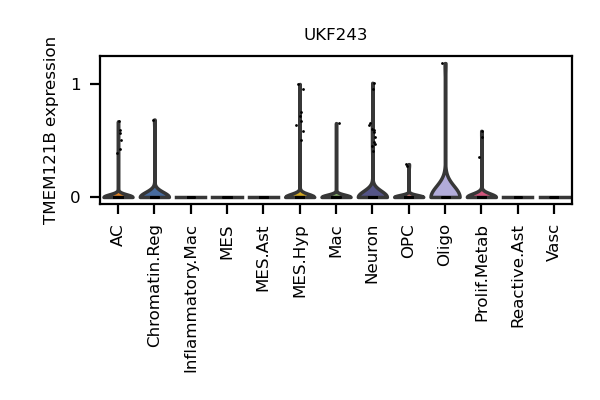 UKF243
TMEM121B expression
1
0
AC
Chromatin.Reg
Inflammatory.Mac
MES
MES.Ast
MES.Hyp
Mac
Neuron
OPC
Oligo
Prolif.Metab
Reactive.Ast
Vasc